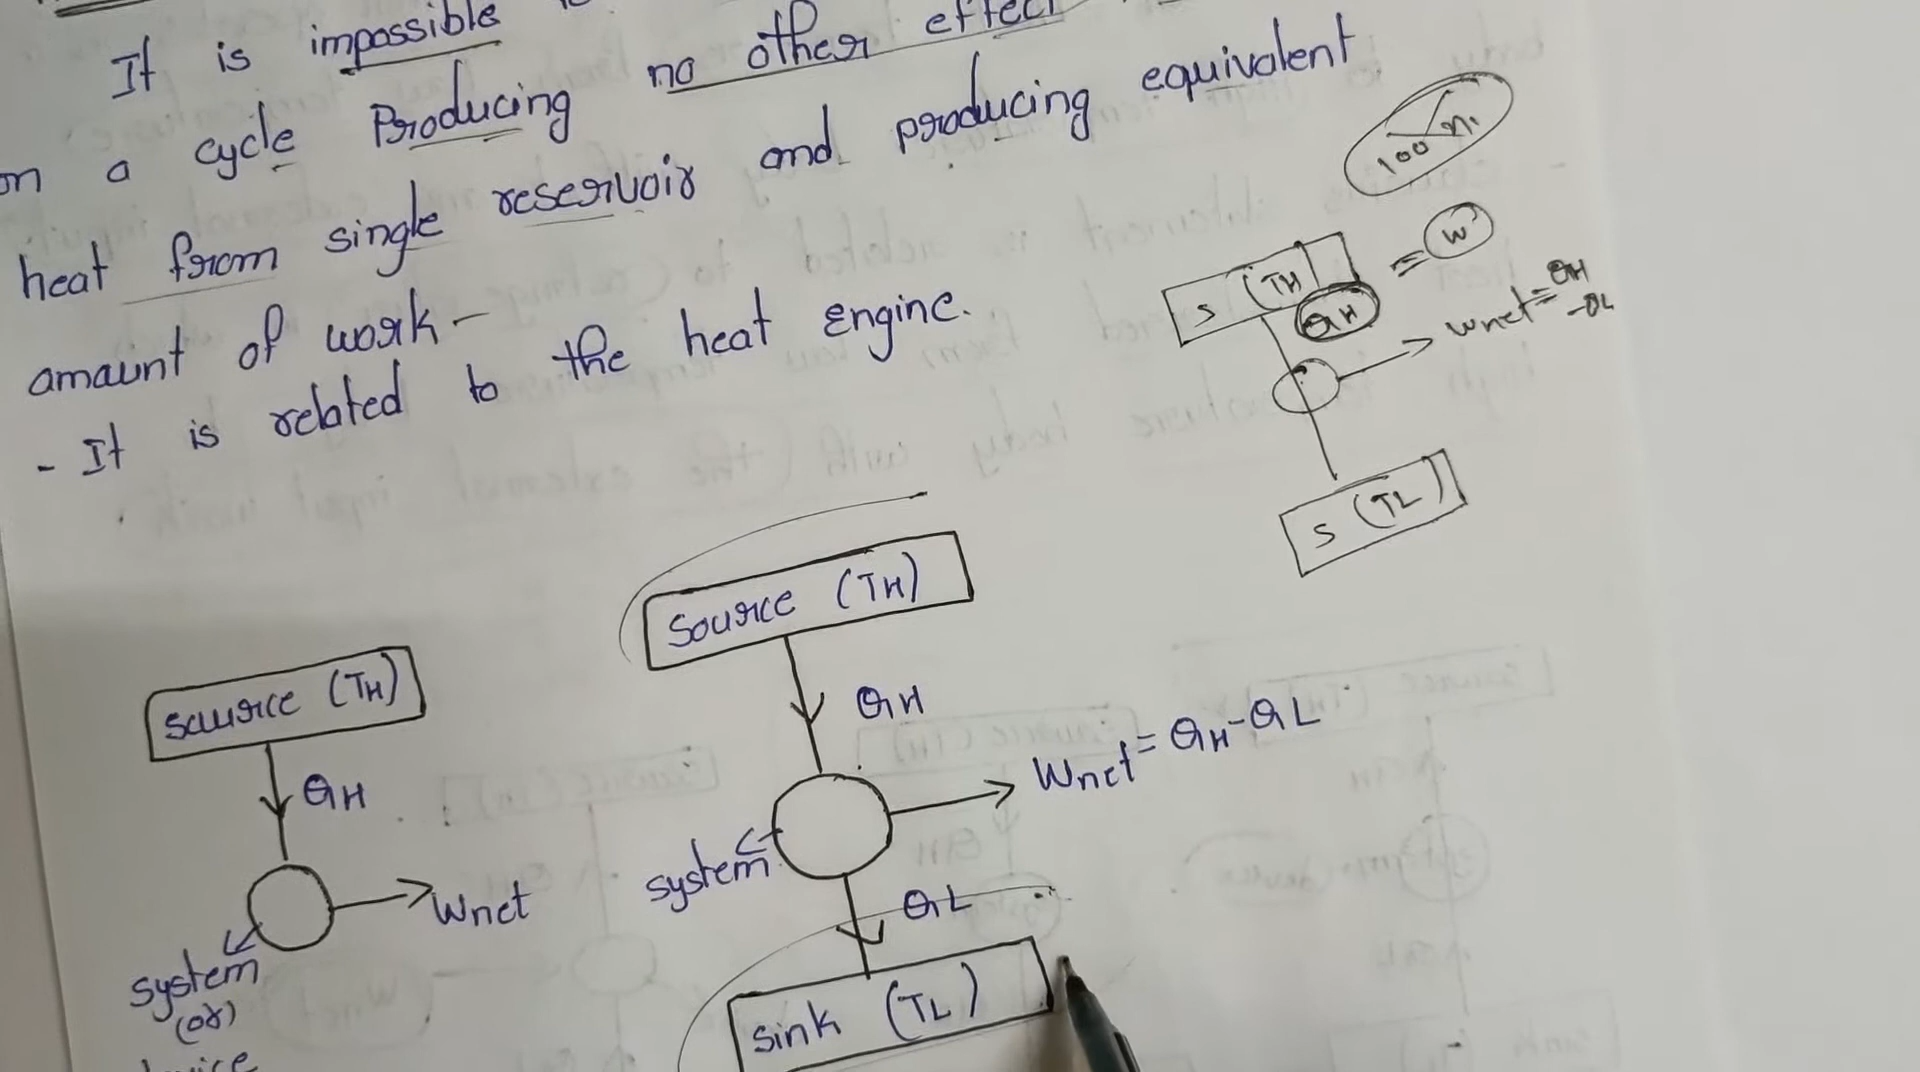 It is impossible
on a cycle Producing no other effect
heat from single reservoir and producing equivalent
amaunt of work-
- It is related to the heat engine.
100 n.
S (TH) = W
QH
Wnet = QH
-QL
S (TL)
Source (TH)
QH
Wnet = QH-QL
system
QL
Sink (TL)
Source (TH)
QH
Wnet
system
(or)